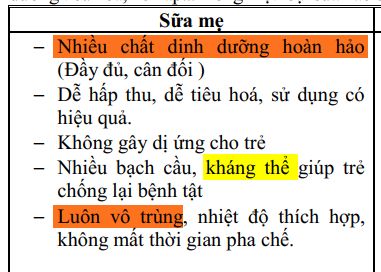 Sữa mẹ
– Nhiều chất dinh dưỡng hoàn hảo
(Đầy đủ, cân đối )
– Dễ hấp thu, dễ tiêu hoá, sử dụng có
hiệu quả.
– Không gây dị ứng cho trẻ
– Nhiều bạch cầu, kháng thể giúp trẻ
chống lại bệnh tật
– Luôn vô trùng, nhiệt độ thích hợp,
không mất thời gian pha chế.